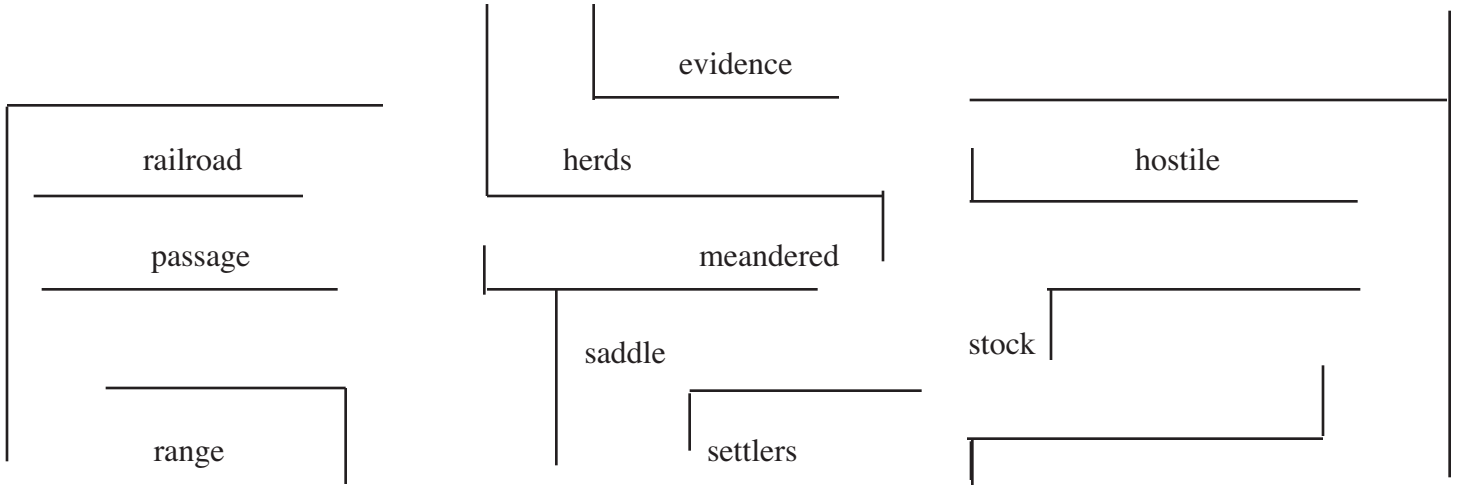 evidence
railroad herds hostile
passage meandered
saddle stock
range settlers